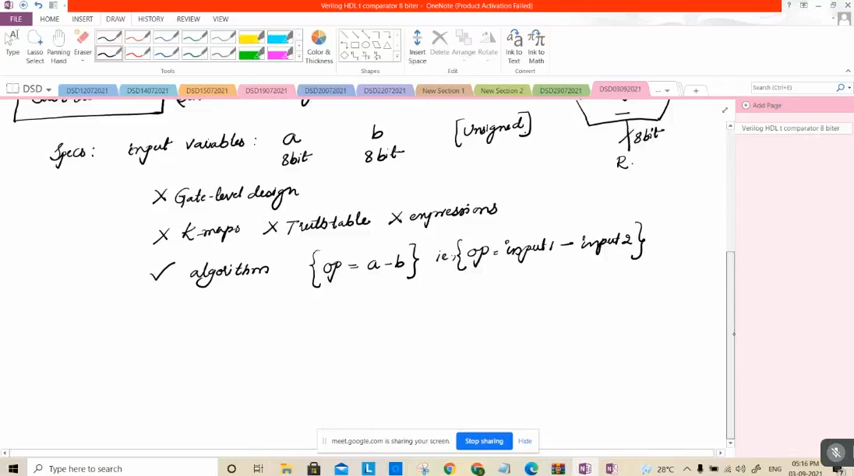 Verilog HDL t comparator 8 biter - OneNote (Product Activation Failed)
FILE HOME INSERT DRAW HISTORY REVIEW VIEW
Type Lasso Select Panning Hand Eraser Color & Thickness Insert Space Delete Arrange Rotate Ink to Text Ink to Math
Tools Shapes Edit Convert
DSD DSD12072021 DSD14072021 DSD15072021 DSD19072021 DSD20072021 DSD22072021 New Section 1 New Section 2 DSD29072021 DSD03092021 Search (Ctrl+E)
Add Page
Verilog HDL t comparator 8 biter
Specs: input variables: a b [unsigned] 8bit
8bit 8bit R.
X Gate-level design
X K-maps X Truthtable X expressions
✓ algorithm {op = a - b} ie, {op = input1 - input2}
meet.google.com is sharing your screen. Stop sharing Hide
Type here to search 28°C ENG 05:16 PM
03-09-2021